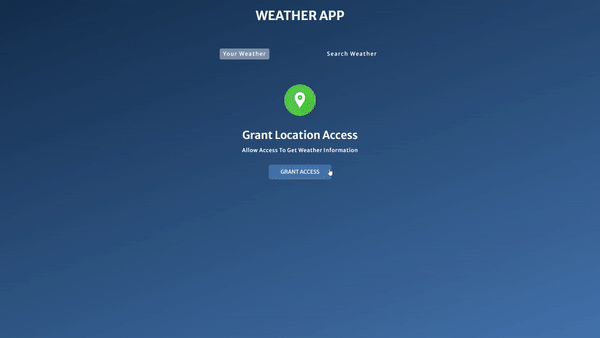 WEATHER APP
Your Weather Search Weather
Grant Location Access
Allow Access To Get Weather Information
GRANT ACCESS